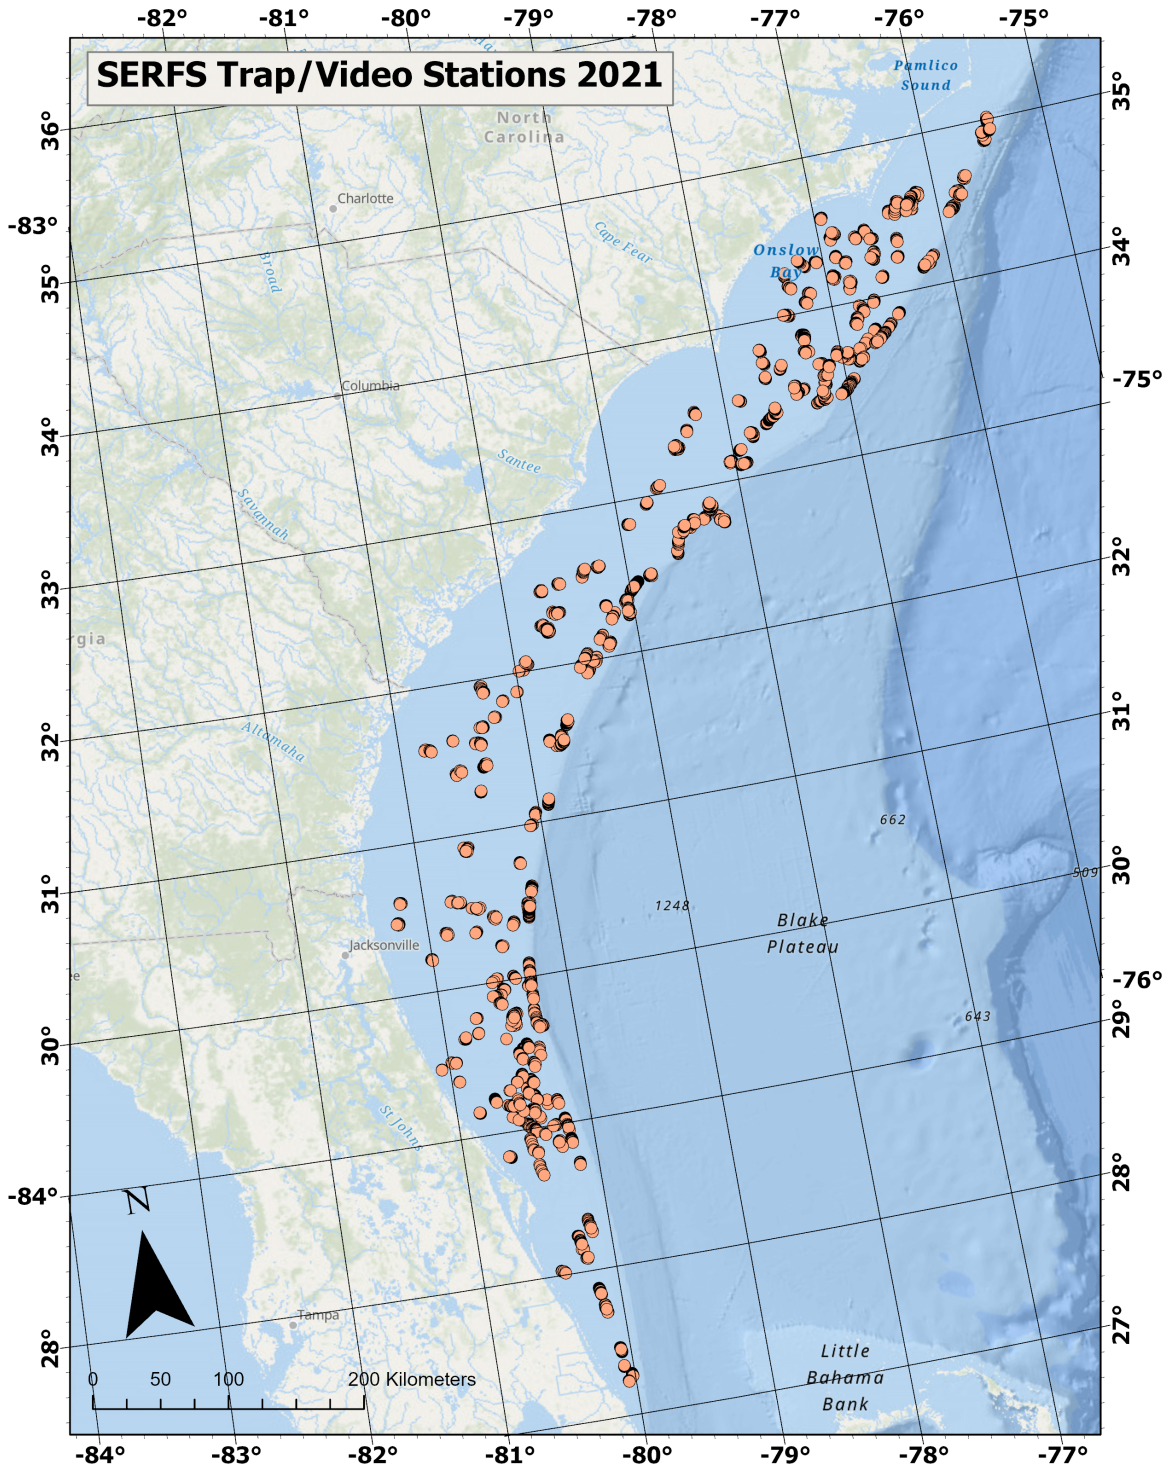 -82° -81° -80° -79° -78° -77° -76° -75°
SERFS Trap/Video Stations 2021
Pamlico
Sound
35°
North
Carolina
36°
Charlotte
-83°
Cape Fear
Onslow
Bay
34°
Broad
35°
Columbia
-75°
34°
Santee
Savannah
32°
33°
rgia
31°
Altamaha
32°
662
30°
509
31°
1248
Blake
Plateau
Jacksonville
ee
-76°
643
29°
30°
St Johns
28°
-84°
N
27°
Tampa
28°
Little
Bahama
Bank
0 50 100 200 Kilometers
-84° -83° -82° -81° -80° -79° -78° -77°